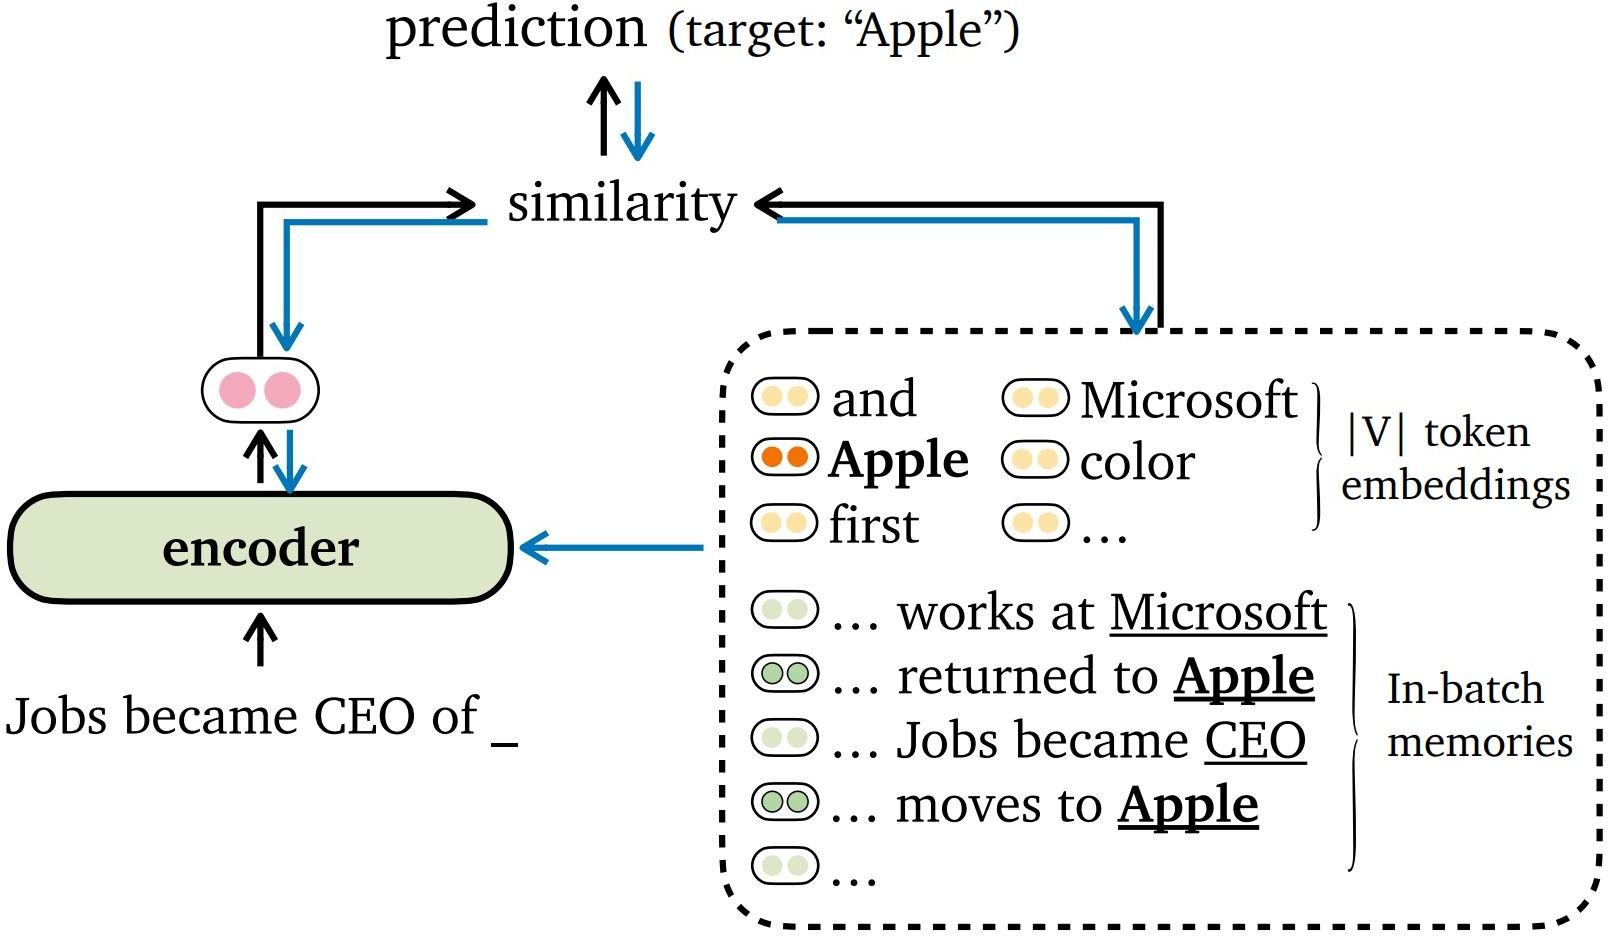 prediction (target: “Apple”)
similarity
and
Microsoft
Apple
color
first
...
|V| token
embeddings
encoder
Jobs became CEO of _
... works at Microsoft
... returned to Apple
... Jobs became CEO
... moves to Apple
...
In-batch
memories